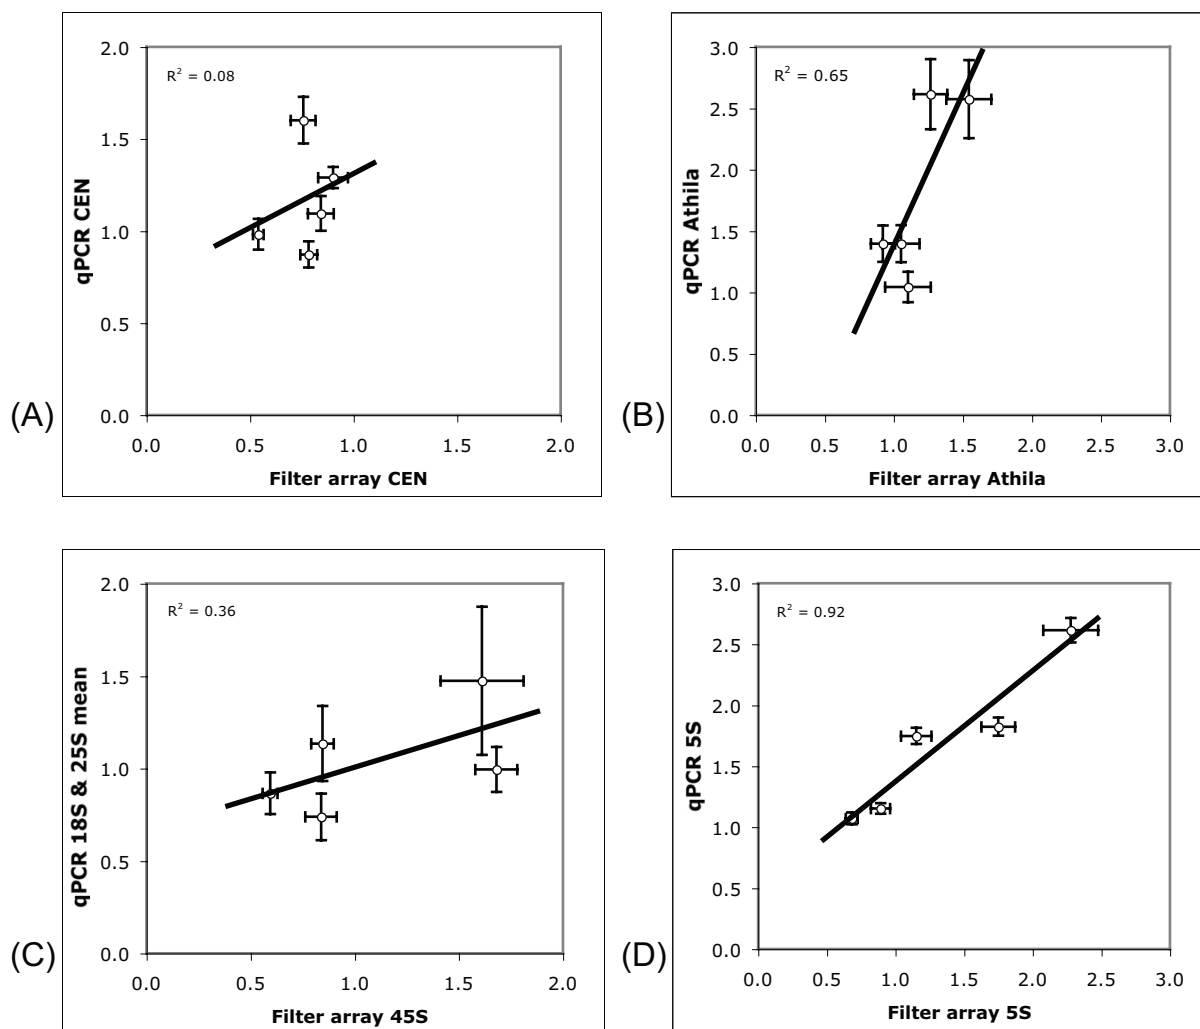 2.0
R² = 0.08
1.5
1.0
0.5
0.0
0.0 0.5 1.0 1.5 2.0
qPCR CEN
Filter array CEN
(A)
3.0
R² = 0.65
2.5
2.0
1.5
1.0
0.5
0.0
0.0 0.5 1.0 1.5 2.0 2.5 3.0
qPCR Athila
Filter array Athila
(B)
2.0
R² = 0.36
1.5
1.0
0.5
0.0
0.0 0.5 1.0 1.5 2.0
qPCR 18S & 25S mean
Filter array 45S
(C)
3.0
R² = 0.92
2.5
2.0
1.5
1.0
0.5
0.0
0.0 0.5 1.0 1.5 2.0 2.5 3.0
qPCR 5S
Filter array 5S
(D)